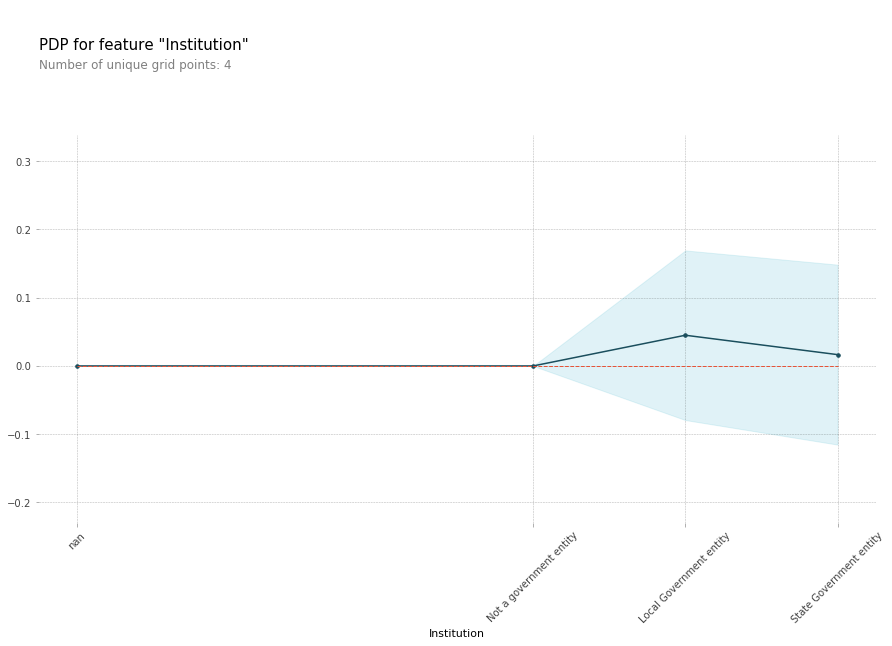 PDP for feature "Institution"
Number of unique grid points: 4
0.3
0.2
0.1
0.0
−0.1
−0.2
nan
Not a government entity
Local Government entity
State Government entity
Institution